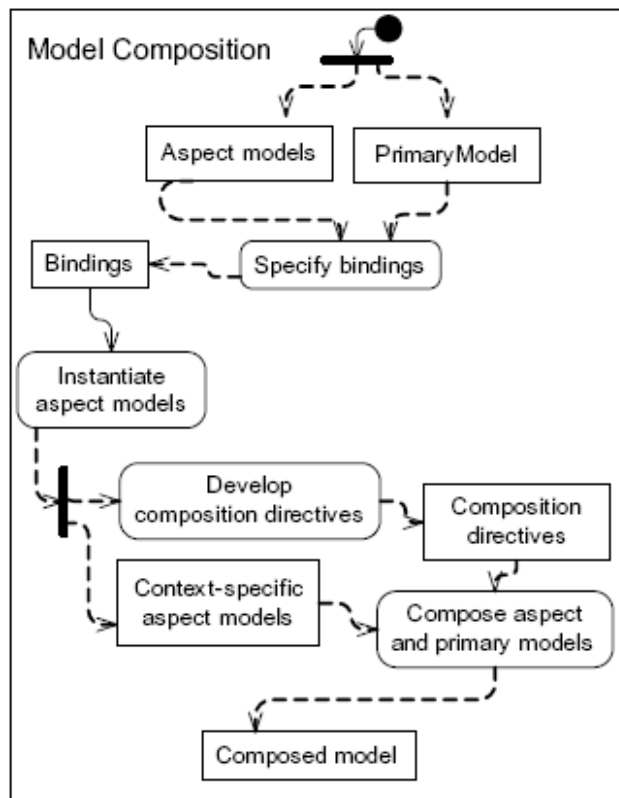 Model Composition
Aspect models
PrimaryModel
Bindings
Specify bindings
Instantiate
aspect models
Develop
composition directives
Composition
directives
Context-specific
aspect models
Compose aspect
and primary models
Composed model